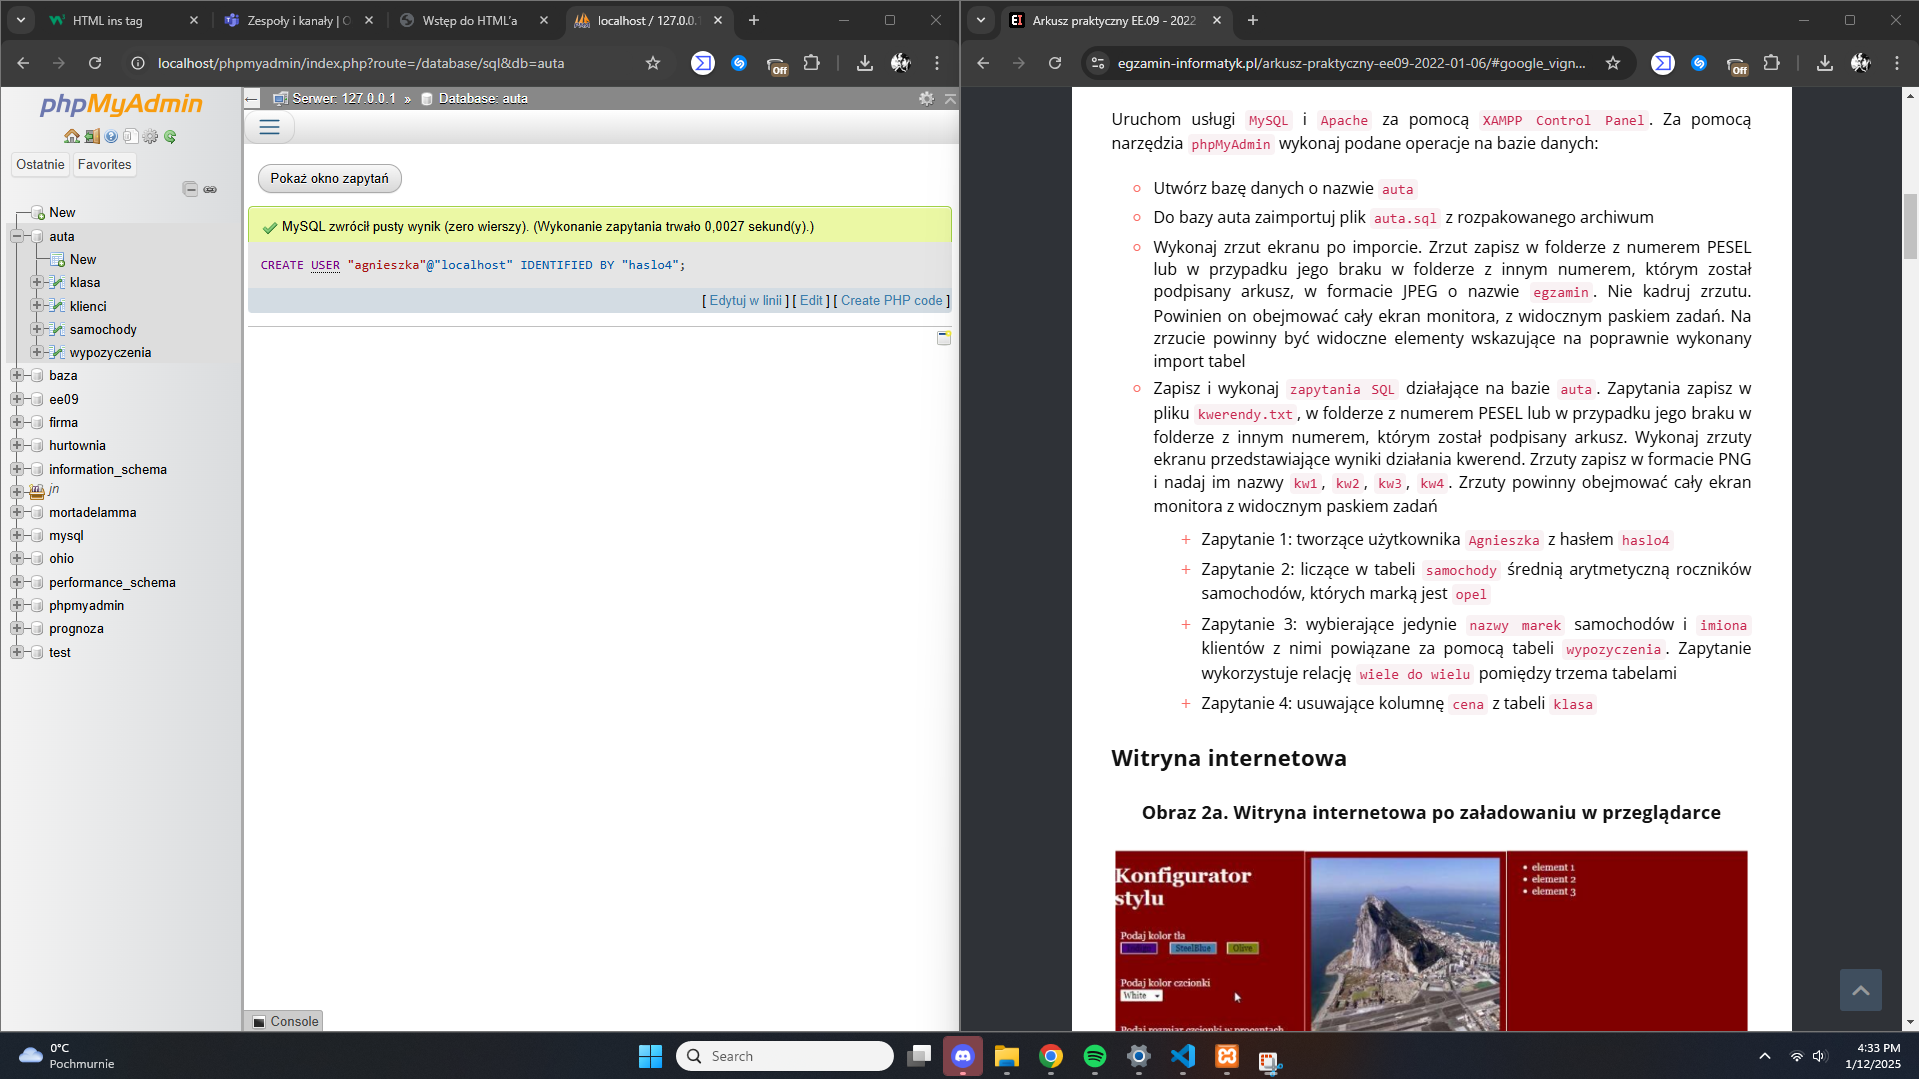 HTML ins tag
Zespoły i kanały | O
Wstęp do HTML'a
localhost / 127.0.0.1
localhost/phpmyadmin/index.php?route=/database/sql&db=auta
Off
phpMyAdmin
Ostatnie
Favorites
New
auta
New
klasa
klienci
samochody
wypozyczenia
baza
ee09
firma
hurtownia
information_schema
jn
mortadelamma
mysql
ohio
performance_schema
phpmyadmin
prognoza
test
Serwer: 127.0.0.1 » Database: auta
Pokaż okno zapytań
MySQL zwrócił pusty wynik (zero wierszy). (Wykonanie zapytania trwało 0,0027 sekund(y).)
CREATE USER "agnieszka"@"localhost" IDENTIFIED BY "haslo4";
[ Edytuj w linii ] [ Edit ] [ Create PHP code ]
Console
Arkusz praktyczny EE.09 - 2022
egzamin-informatyk.pl/arkusz-praktyczny-ee09-2022-01-06/#google_vign...
Off
Uruchom usługi MySQL i Apache za pomocą XAMPP Control Panel. Za pomocą
narzędzia phpMyAdmin wykonaj podane operacje na bazie danych:
Utwórz bazę danych o nazwie auta
Do bazy auta zaimportuj plik auta.sql z rozpakowanego archiwum
Wykonaj zrzut ekranu po imporcie. Zrzut zapisz w folderze z numerem PESEL
lub w przypadku jego braku w folderze z innym numerem, którym został
podpisany arkusz, w formacie JPEG o nazwie egzamin. Nie kadruj zrzutu.
Powinien on obejmować cały ekran monitora, z widocznym paskiem zadań. Na
zrzucie powinny być widoczne elementy wskazujące na poprawnie wykonany
import tabel
Zapisz i wykonaj zapytania SQL działające na bazie auta. Zapytania zapisz w
pliku kwerendy.txt, w folderze z numerem PESEL lub w przypadku jego braku w
folderze z innym numerem, którym został podpisany arkusz. Wykonaj zrzuty
ekranu przedstawiające wyniki działania kwerend. Zrzuty zapisz w formacie PNG
i nadaj im nazwy kw1, kw2, kw3, kw4. Zrzuty powinny obejmować cały ekran
monitora z widocznym paskiem zadań
+ Zapytanie 1: tworzące użytkownika Agnieszka z hasłem haslo4
+ Zapytanie 2: liczące w tabeli samochody średnią arytmetyczną roczników
samochodów, których marką jest opel
+ Zapytanie 3: wybierające jedynie nazwy marek samochodów i imiona
klientów z nimi powiązane za pomocą tabeli wypozyczenia. Zapytanie
wykorzystuje relację wiele do wielu pomiędzy trzema tabelami
+ Zapytanie 4: usuwające kolumnę cena z tabeli klasa
Witryna internetowa
Obraz 2a. Witryna internetowa po załadowaniu w przeglądarce
Konfigurator
stylu
Podaj kolor tła
SteelBlue
Olive
Podaj kolor czcionki
White
Podaj rozmiar czcionki w procentach
element 1
element 2
element 3
0°C
Pochmurnie
Search
4:33 PM
1/12/2025